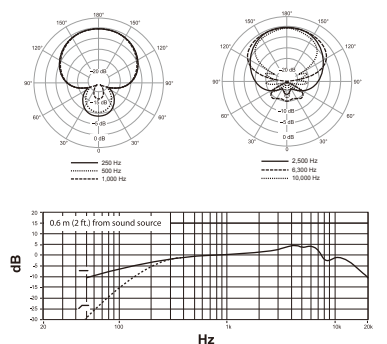 180° 180°
150° 150° 150° 150°
120° 120° 120° 120°
90° 90° 90° 90°
60° 60° 60° 60°
30° 30° 30° 30°
0° 0°
−20 dB −20 dB
−10 dB −10 dB
−5 dB −5 dB
0 dB 0 dB
250 Hz
500 Hz
1,000 Hz
2,500 Hz
6,300 Hz
10,000 Hz
0.6 m (2 ft.) from sound source
dB
20
15
10
5
0
-5
-10
-15
-20
-25
-30
20 100 1k 10k 20k
Hz